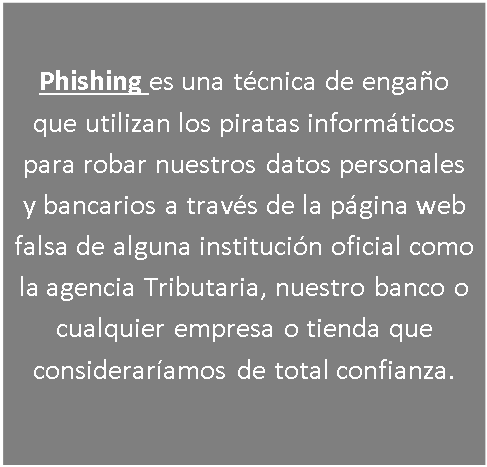 Phishing es una técnica de engaño
que utilizan los piratas informáticos
para robar nuestros datos personales
y bancarios a través de la página web
falsa de alguna institución oficial como
la agencia Tributaria, nuestro banco o
cualquier empresa o tienda que
consideraríamos de total confianza.